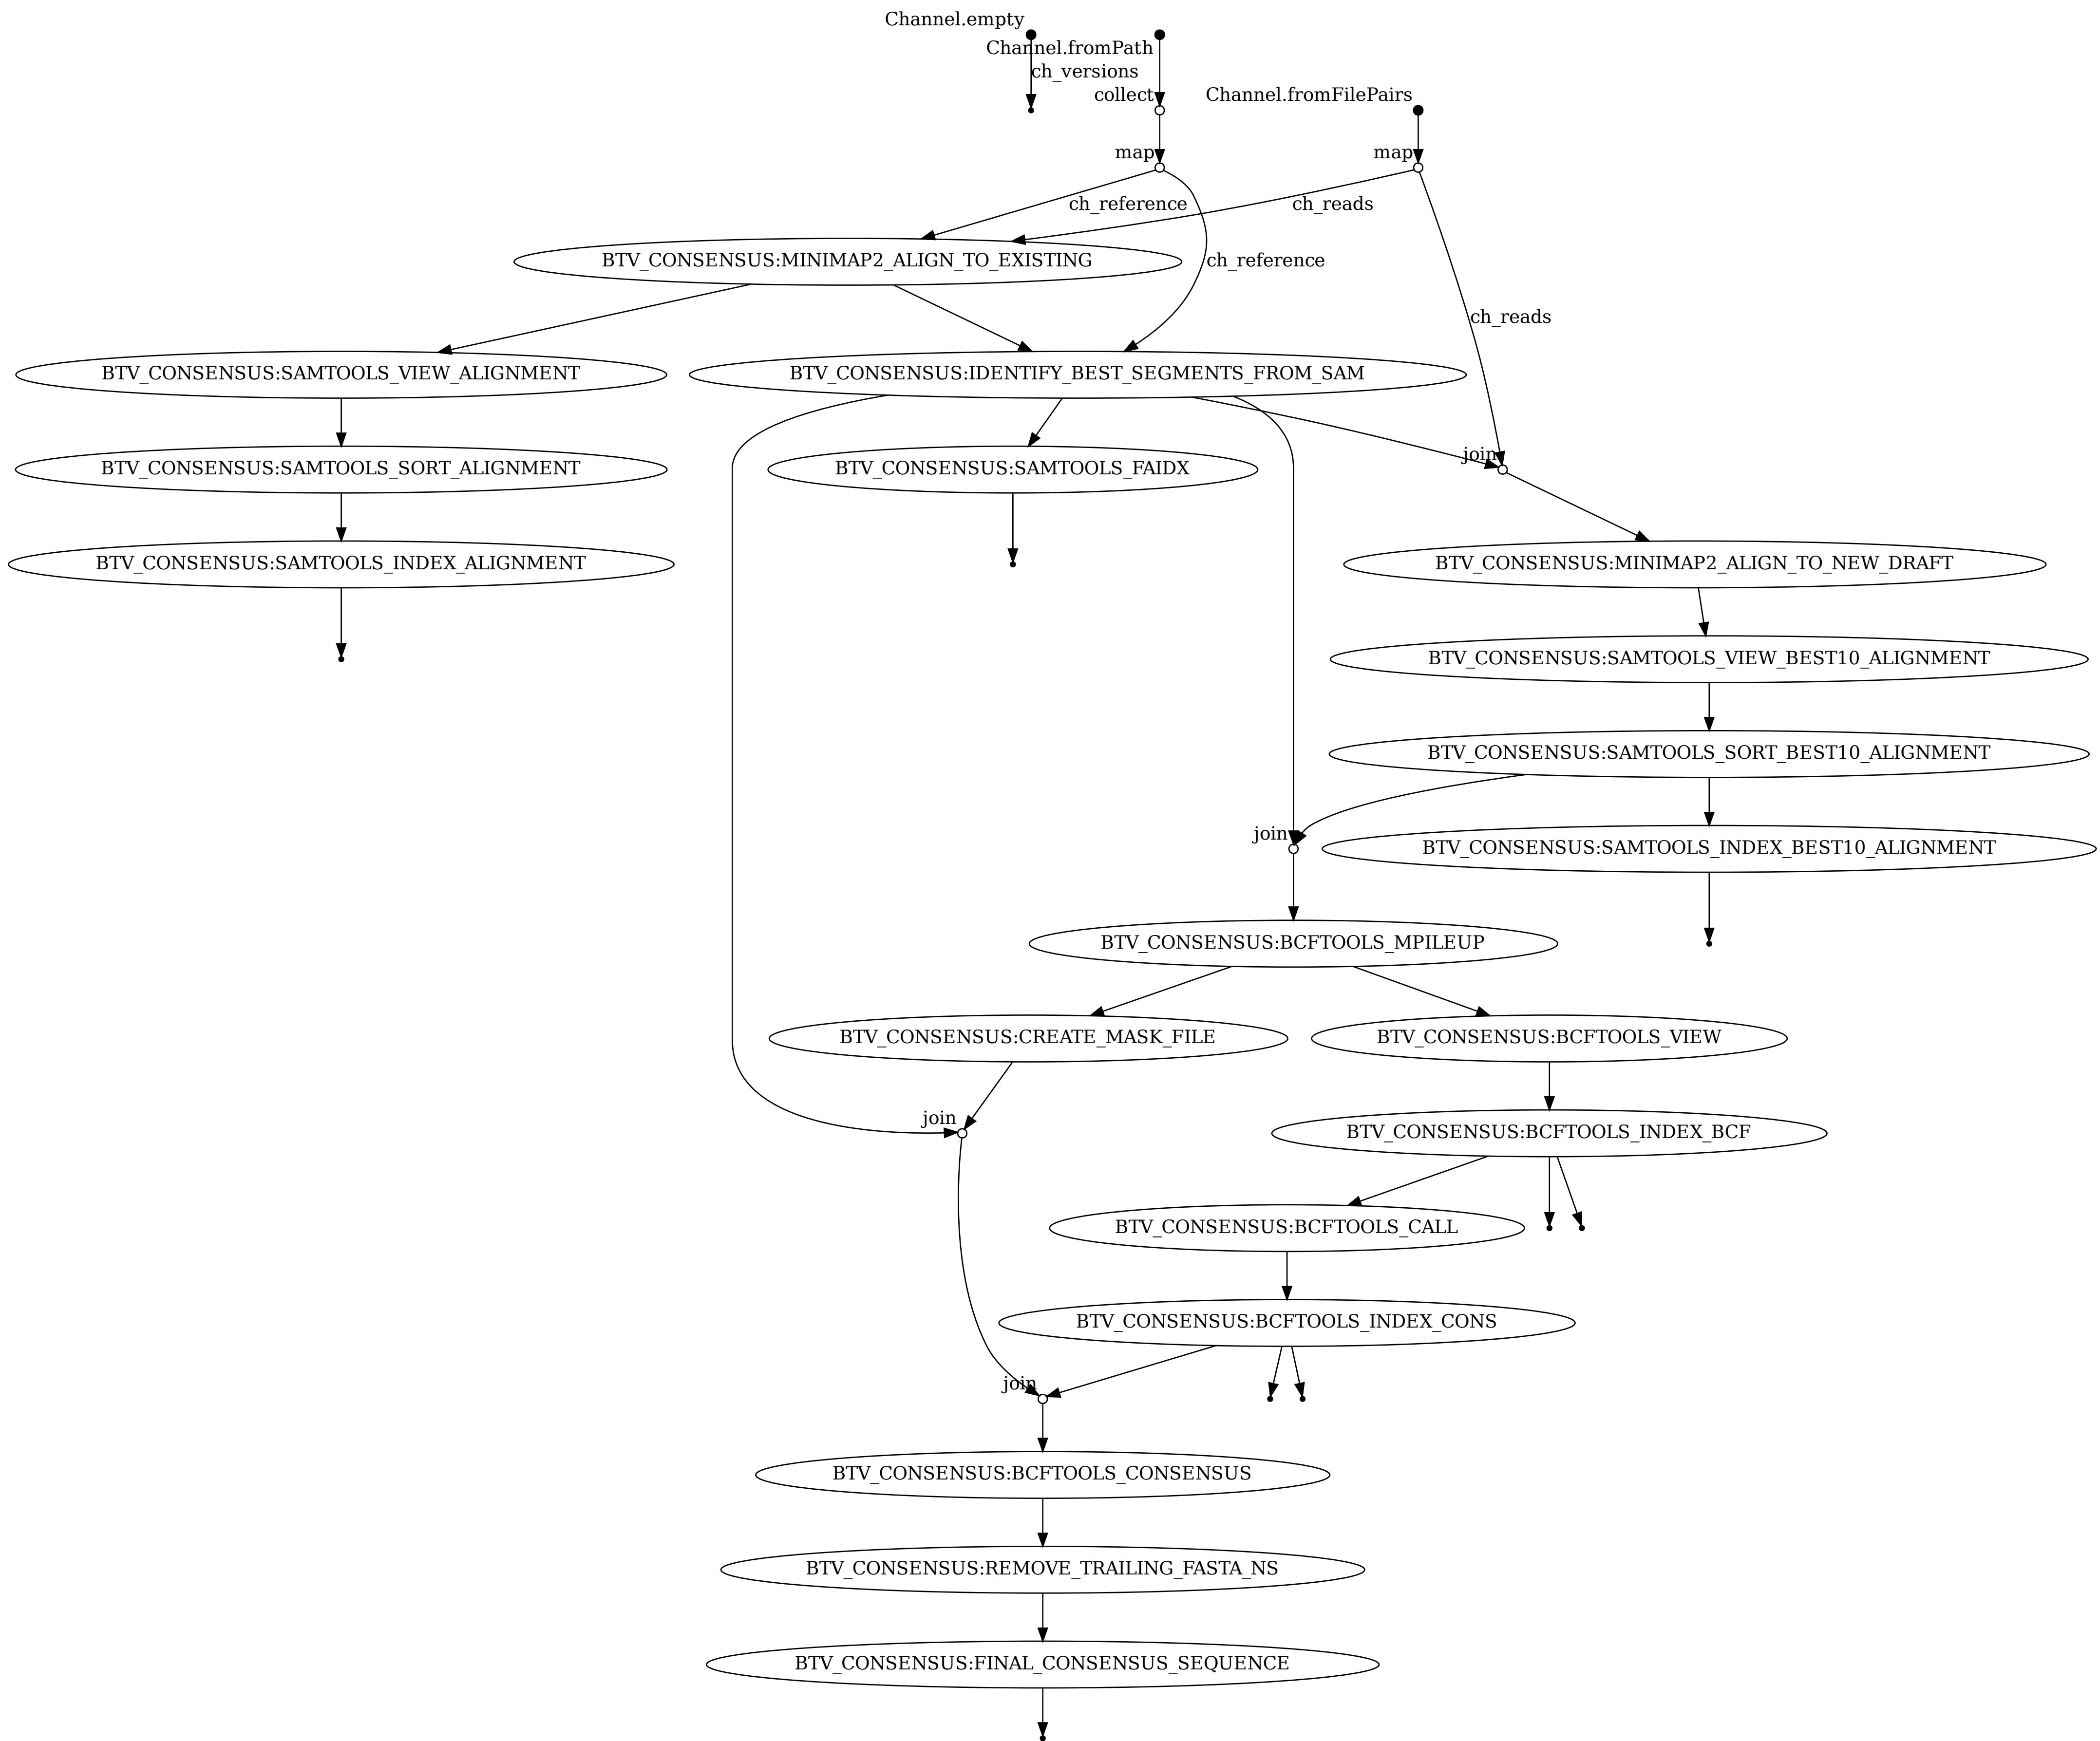 Channel.empty
Channel.fromPath
ch_versions
collect
Channel.fromFilePairs
map
map
ch_reference
ch_reads
BTV_CONSENSUS:MINIMAP2_ALIGN_TO_EXISTING
ch_reference
ch_reads
BTV_CONSENSUS:SAMTOOLS_VIEW_ALIGNMENT
BTV_CONSENSUS:IDENTIFY_BEST_SEGMENTS_FROM_SAM
join
BTV_CONSENSUS:SAMTOOLS_SORT_ALIGNMENT
BTV_CONSENSUS:SAMTOOLS_FAIDX
BTV_CONSENSUS:SAMTOOLS_INDEX_ALIGNMENT
BTV_CONSENSUS:MINIMAP2_ALIGN_TO_NEW_DRAFT
BTV_CONSENSUS:SAMTOOLS_VIEW_BEST10_ALIGNMENT
BTV_CONSENSUS:SAMTOOLS_SORT_BEST10_ALIGNMENT
join
BTV_CONSENSUS:SAMTOOLS_INDEX_BEST10_ALIGNMENT
BTV_CONSENSUS:BCFTOOLS_MPILEUP
BTV_CONSENSUS:CREATE_MASK_FILE
BTV_CONSENSUS:BCFTOOLS_VIEW
join
BTV_CONSENSUS:BCFTOOLS_INDEX_BCF
BTV_CONSENSUS:BCFTOOLS_CALL
BTV_CONSENSUS:BCFTOOLS_INDEX_CONS
join
BTV_CONSENSUS:BCFTOOLS_CONSENSUS
BTV_CONSENSUS:REMOVE_TRAILING_FASTA_NS
BTV_CONSENSUS:FINAL_CONSENSUS_SEQUENCE